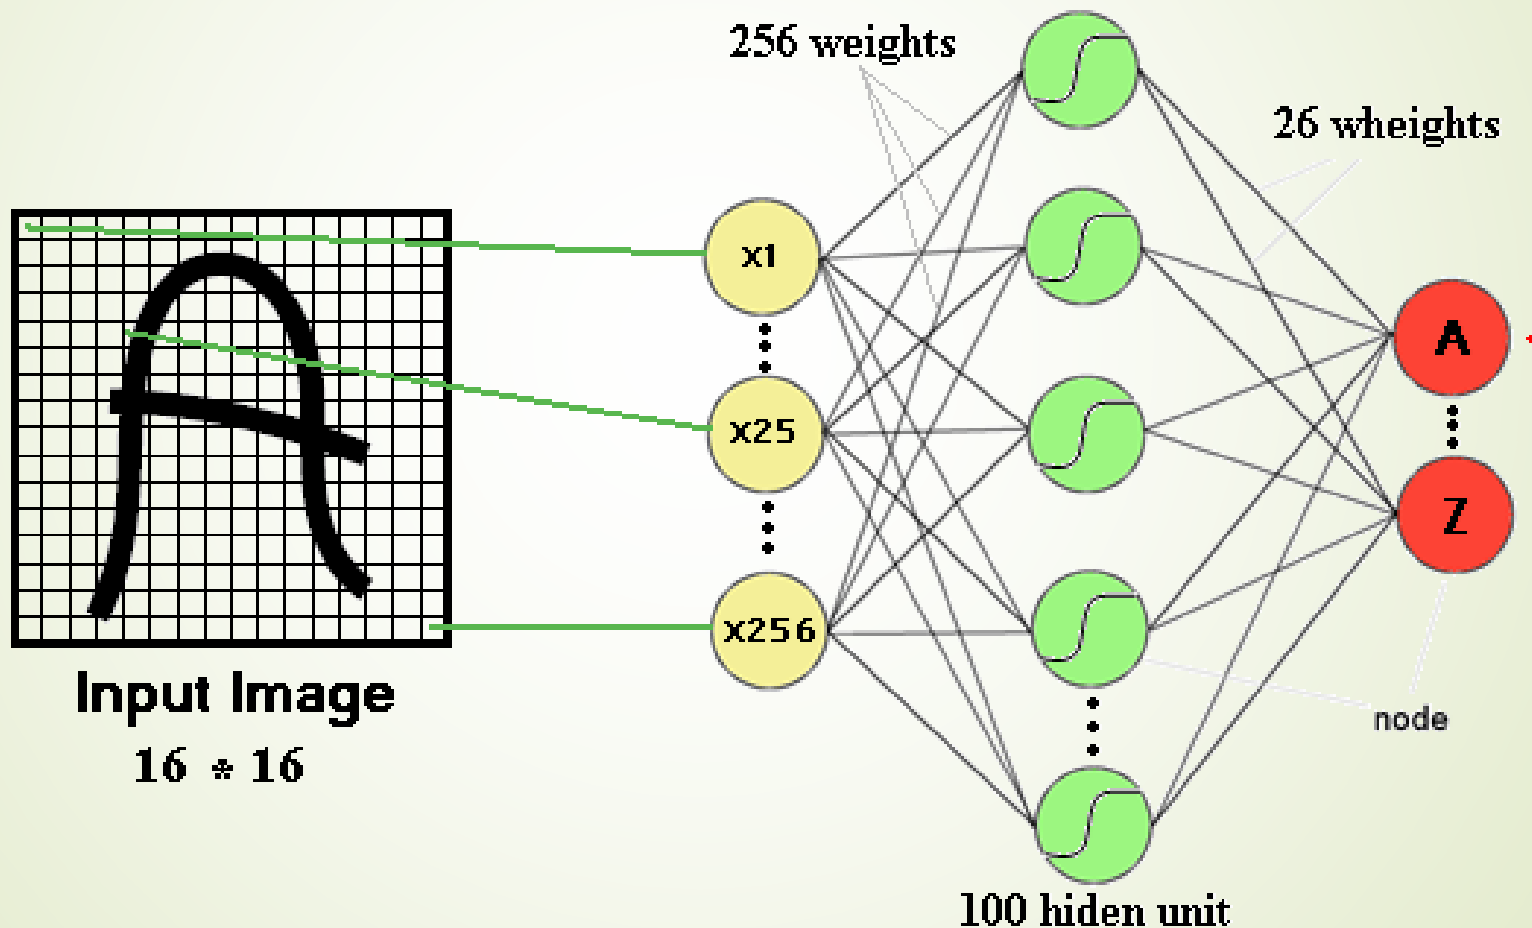 256 weights
26 wheights
x1
x25
x256
A
Z
node
Input Image
16 * 16
100 hiden unit